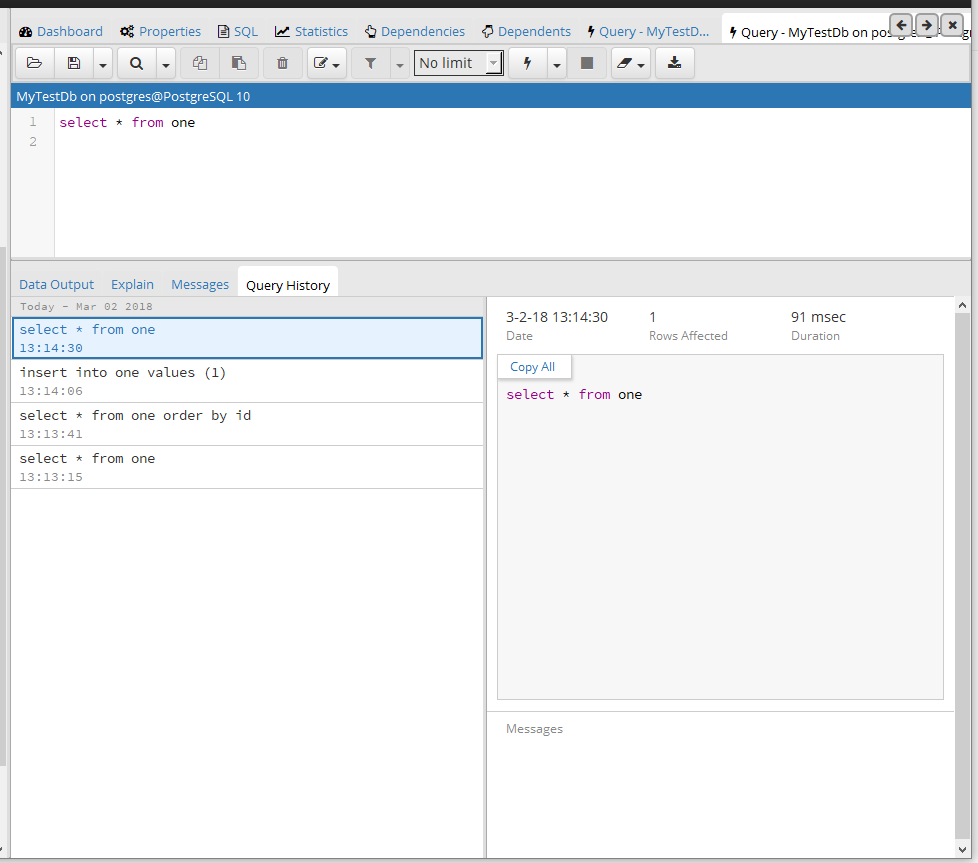 Dashboard Properties SQL Statistics Dependencies Dependents Query - MyTestD... Query - MyTestDb on
No limit
MyTestDb on postgres@PostgreSQL 10
1 select * from one
2
Data Output Explain Messages Query History
Today - Mar 02 2018
select * from one
13:14:30
insert into one values (1)
13:14:06
select * from one order by id
13:13:41
select * from one
13:13:15
3-2-18 13:14:30 1 91 msec
Date Rows Affected Duration
Copy All
select * from one
Messages